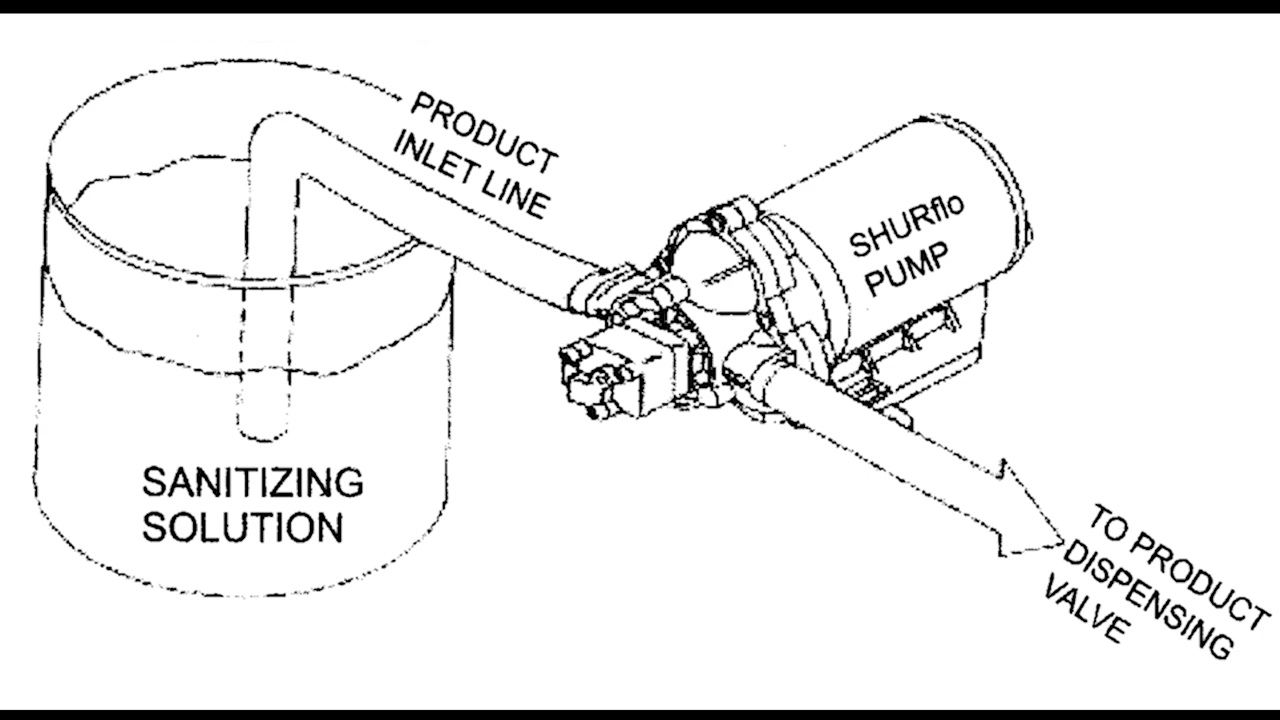 PRODUCT
INLET LINE
SHURflo
PUMP
SANITIZING
SOLUTION
TO PRODUCT
DISPENSING
VALVE